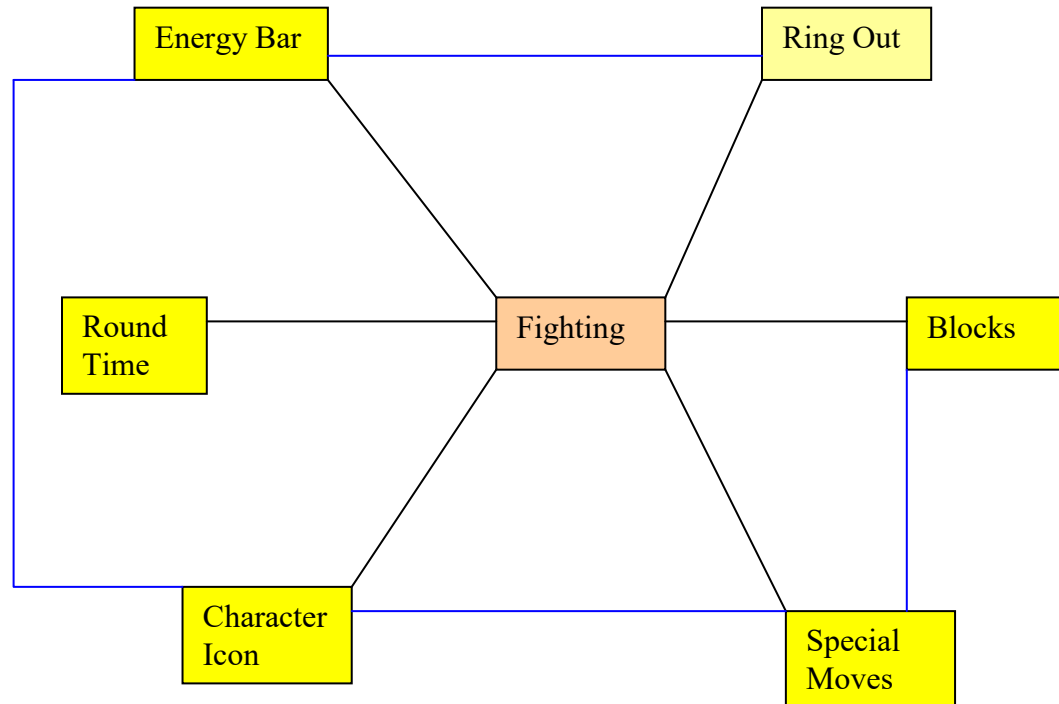 Energy Bar
Ring Out
Round
Time
Fighting
Blocks
Character
Icon
Special
Moves